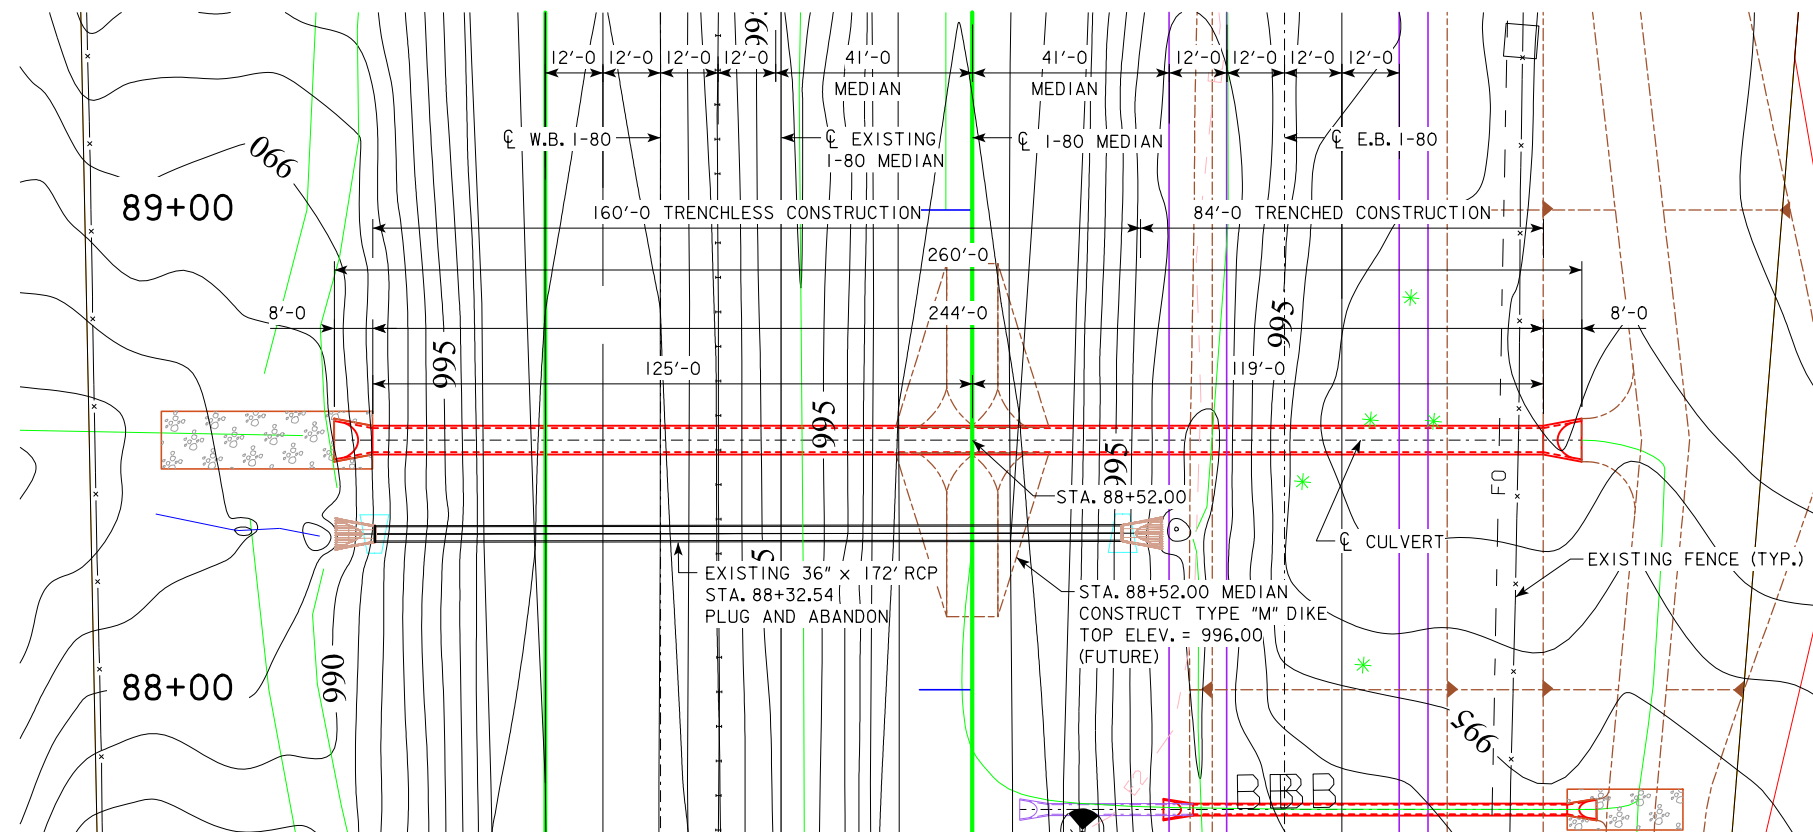 995
12'-0 12'-0 12'-0 12'-0 41'-0 41'-0 12'-0 12'-0 12'-0 12'-0
MEDIAN MEDIAN
℄ W.B. I-80
℄ EXISTING
I-80 MEDIAN
℄ I-80 MEDIAN
℄ E.B. I-80
990
89+00
160'-0 TRENCHLESS CONSTRUCTION
84'-0 TRENCHED CONSTRUCTION
260'-0
8'-0
244'-0
8'-0
995
995
125'-0
119'-0
995
995
STA. 88+52.00
FO
℄ CULVERT
EXISTING FENCE (TYP.)
EXISTING 36" x 172' RCP
STA. 88+32.54
PLUG AND ABANDON
STA. 88+52.00 MEDIAN
CONSTRUCT TYPE "M" DIKE
TOP ELEV. = 996.00
(FUTURE)
990
88+00
995
BBB